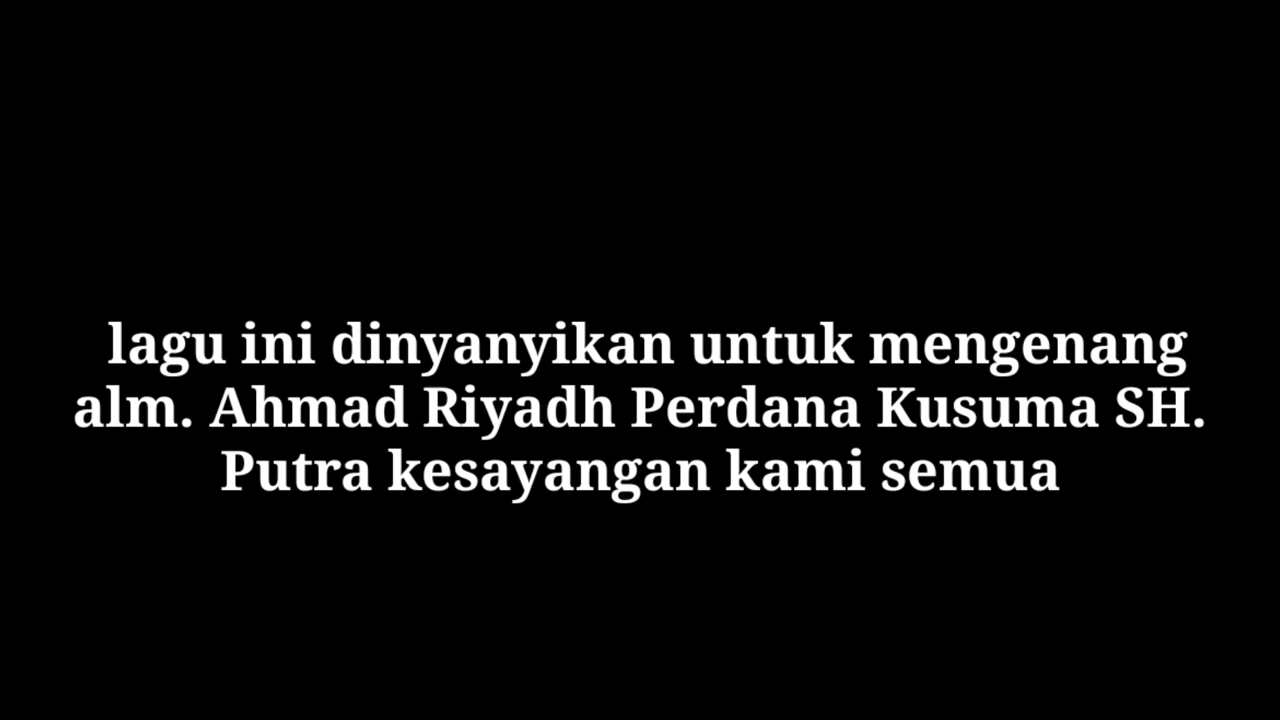 lagu ini dinyanyikan untuk mengenang
alm. Ahmad Riyadh Perdana Kusuma SH.
Putra kesayangan kami semua